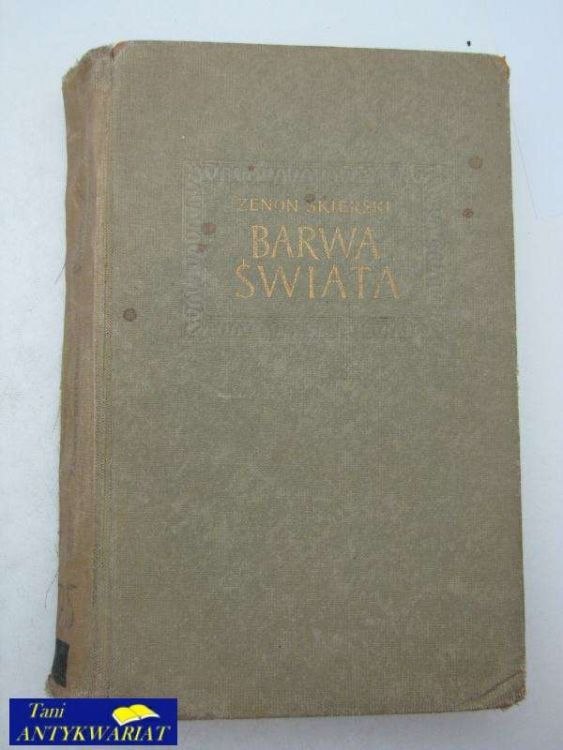 ZENON SKIERSKI
BARWA
ŚWIATA
Tani
ANTYKWARIAT